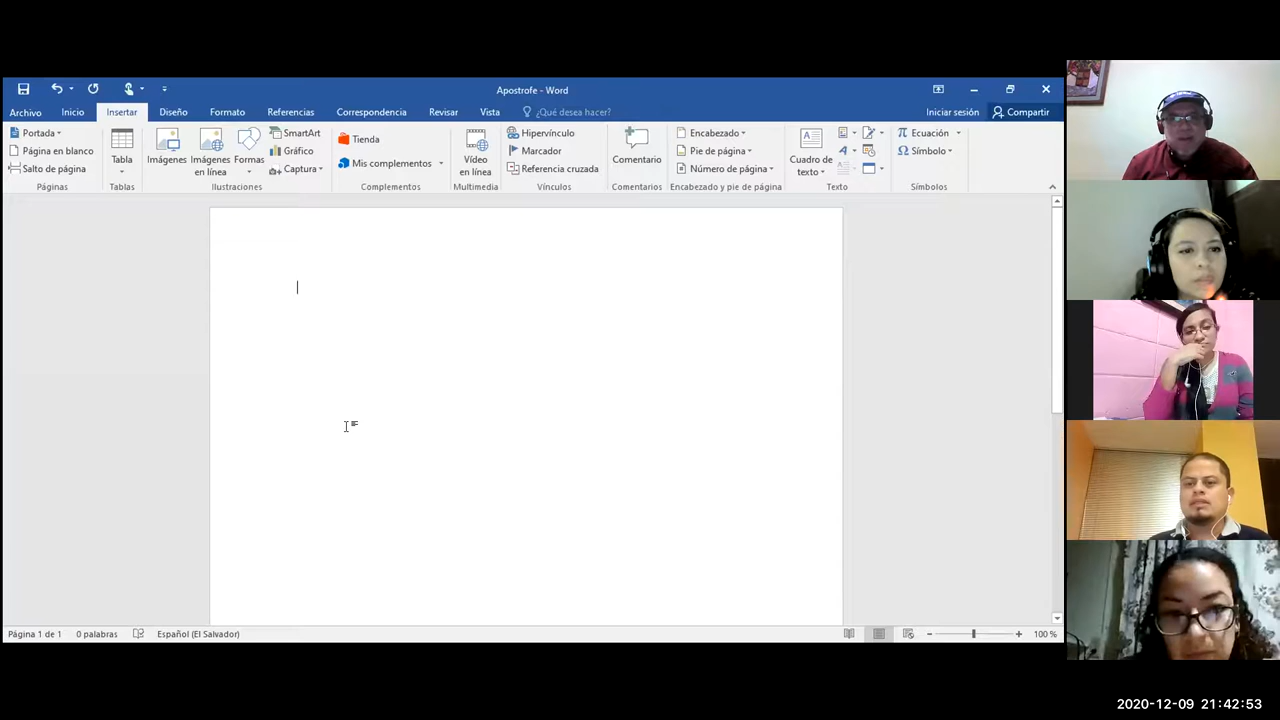 Apostrofe - Word
Archivo Inicio Insertar Diseño Formato Referencias Correspondencia Revisar Vista ¿Qué desea hacer? Iniciar sesión Compartir
Portada
Página en blanco
Salto de página
Páginas
Tabla
Tablas
Imágenes
Imágenes en línea
Formas
SmartArt
Gráfico
Captura
Ilustraciones
Tienda
Mis complementos
Complementos
Vídeo en línea
Multimedia
Hipervínculo
Marcador
Referencia cruzada
Vínculos
Comentario
Comentarios
Encabezado
Pie de página
Número de página
Encabezado y pie de página
Cuadro de texto
Texto
Ecuación
Símbolo
Símbolos
Página 1 de 1 0 palabras Español (El Salvador) 100 %
2020-12-09 21:42:53